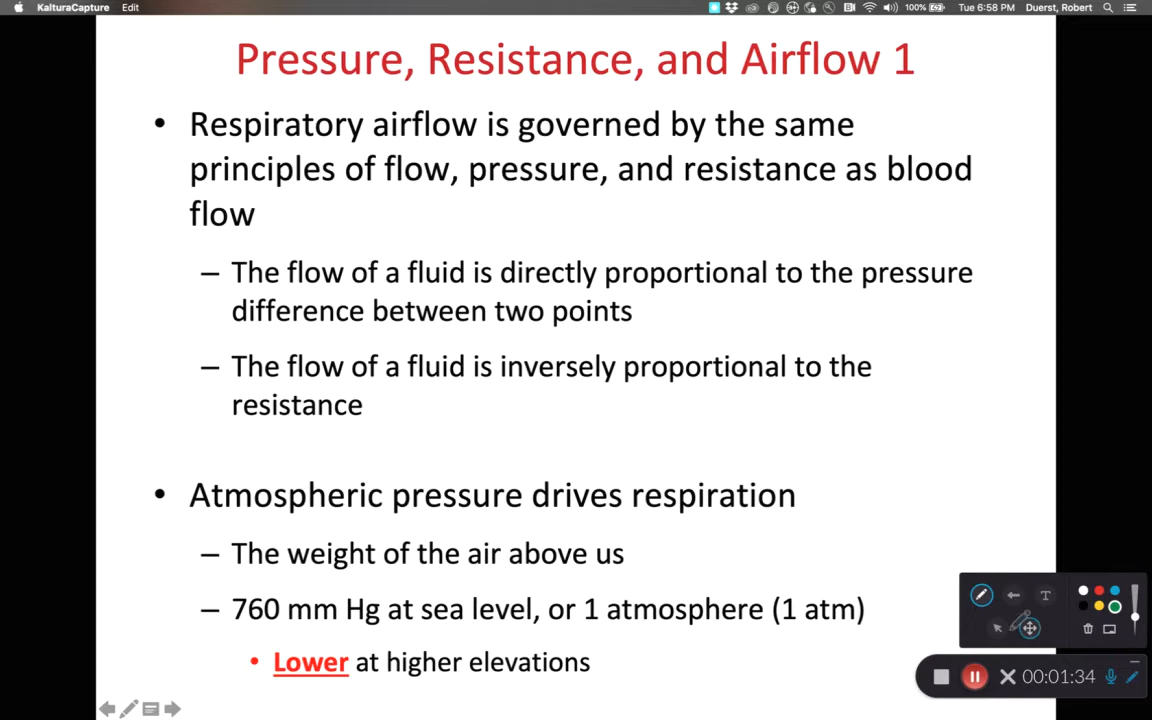 KalturaCapture Edit 100% Tue 6:58 PM Duerst, Robert
Pressure, Resistance, and Airflow 1
• Respiratory airflow is governed by the same
principles of flow, pressure, and resistance as blood
flow
– The flow of a fluid is directly proportional to the pressure
difference between two points
– The flow of a fluid is inversely proportional to the
resistance
• Atmospheric pressure drives respiration
– The weight of the air above us
– 760 mm Hg at sea level, or 1 atmosphere (1 atm)
• Lower at higher elevations
T
00:01:34